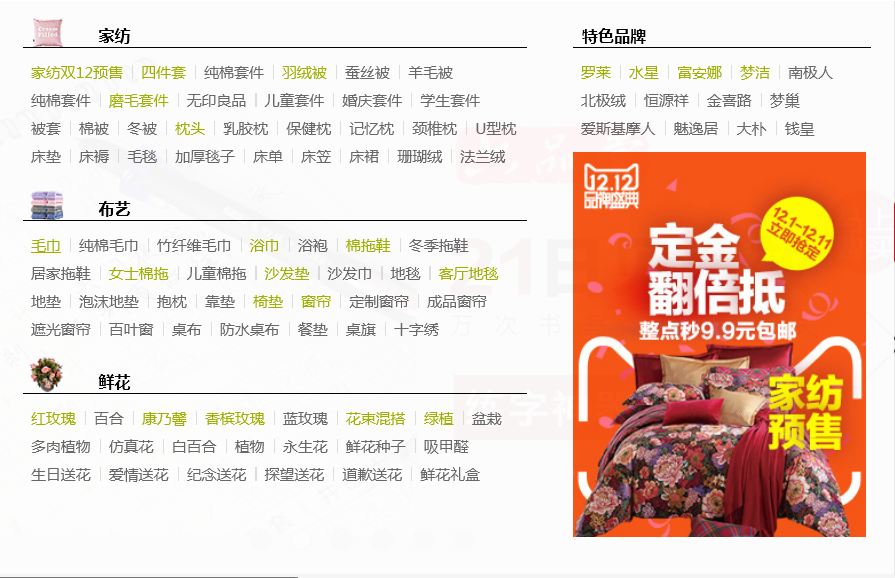 家纺
家纺双12预售 四件套 纯棉套件 羽绒被 蚕丝被 羊毛被
纯棉套件 磨毛套件 无印良品 儿童套件 婚庆套件 学生套件
被套 棉被 冬被 枕头 乳胶枕 保健枕 记忆枕 颈椎枕 U型枕
床垫 床褥 毛毯 加厚毯子 床单 床笠 床裙 珊瑚绒 法兰绒
布艺
毛巾 纯棉毛巾 竹纤维毛巾 浴巾 浴袍 棉拖鞋 冬季拖鞋
居家拖鞋 女士棉拖 儿童棉拖 沙发垫 沙发巾 地毯 客厅地毯
地垫 泡沫地垫 抱枕 靠垫 椅垫 窗帘 定制窗帘 成品窗帘
遮光窗帘 百叶窗 桌布 防水桌布 餐垫 桌旗 十字绣
鲜花
红玫瑰 百合 康乃馨 香槟玫瑰 蓝玫瑰 花束混搭 绿植 盆栽
多肉植物 仿真花 白百合 植物 永生花 鲜花种子 吸甲醛
生日送花 爱情送花 纪念送花 探望送花 道歉送花 鲜花礼盒
特色品牌
罗莱 水星 富安娜 梦洁 南极人
北极绒 恒源祥 金喜路 梦巢
爱斯基摩人 魅逸居 大朴 钱皇
12.12
品牌盛典
12.1-12.11
立即抢定
定金
翻倍抵
整点秒9.9元包邮
家纺
预售